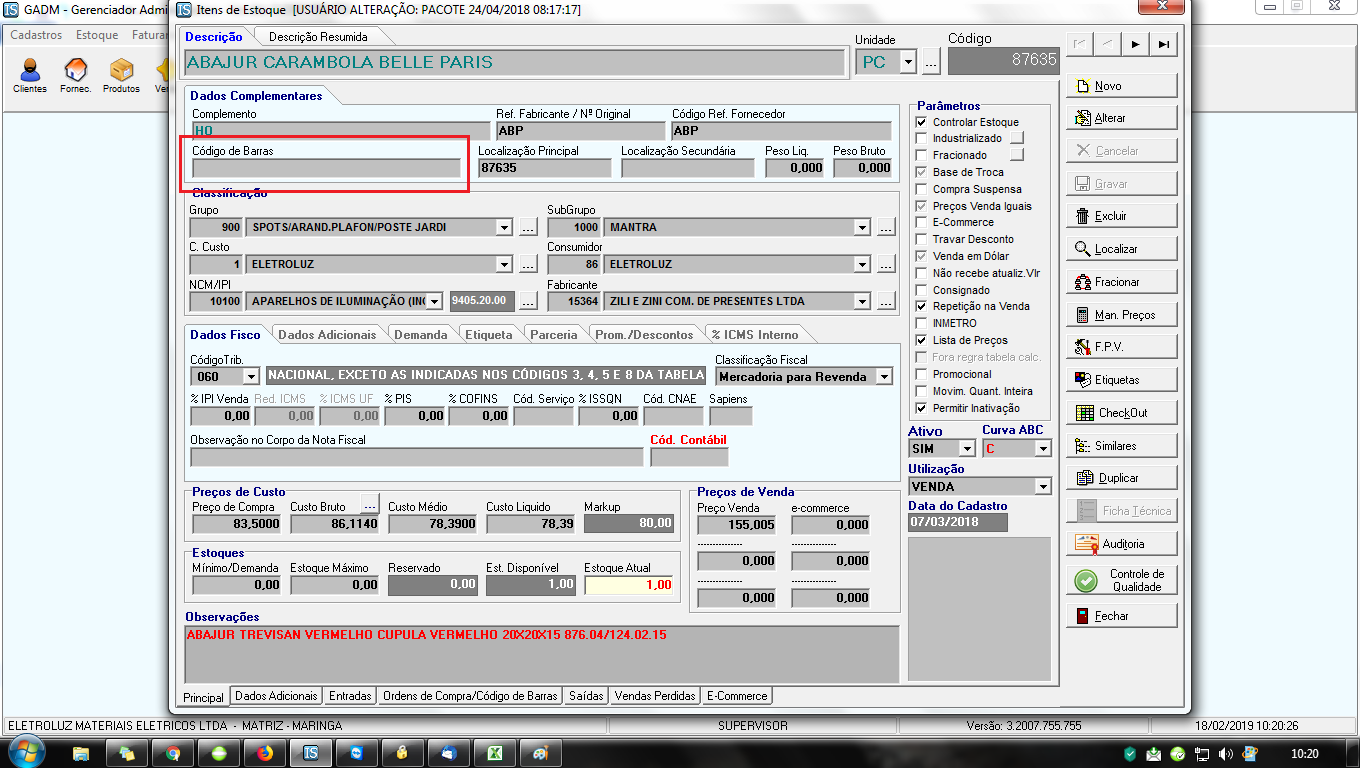 GADM - Gerenciador Admi
Itens de Estoque [USUÁRIO ALTERAÇÃO: PACOTE 24/04/2018 08:17:17]
Cadastros Estoque Fatura
Clientes Fornec. Produtos
Descrição Descrição Resumida
Unidade Código
ABAJUR CARAMBOLA BELLE PARIS PC ... 87635
Dados Complementares
Complemento Ref. Fabricante / Nº Original Código Ref. Fornecedor
HO ABP ABP
Código de Barras Localização Principal Localização Secundária Peso Liq. Peso Bruto
87635 0,000 0,000
Classificação
Grupo SubGrupo
900 SPOTS/ARAND.PLAFON/POSTE JARDI ... 1000 MANTRA ...
C. Custo Consumidor
1 ELETROLUZ ... 86 ELETROLUZ ...
NCM/IPI Fabricante
10100 APARELHOS DE ILUMINAÇÃO (INC 9405.20.00 ... 15364 ZILI E ZINI COM. DE PRESENTES LTDA ...
Dados Fisco Dados Adicionais Demanda Etiqueta Parceria Prom./Descontos % ICMS Interno
CódigoTrib. Classificação Fiscal
060 NACIONAL, EXCETO AS INDICADAS NOS CÓDIGOS 3, 4, 5 E 8 DA TABELA Mercadoria para Revenda
% IPI Venda Red. ICMS % ICMS UF % PIS % COFINS Cód. Serviço % ISSQN Cód. CNAE Sapiens
0,00 0,00 0,00 0,00 0,00 0,00
Observação no Corpo da Nota Fiscal Cód. Contábil
Preços de Custo
Preço de Compra Custo Bruto ... Custo Médio Custo Liquido Markup
83,5000 86,1140 78,3900 78,39 80,00
Estoques
Mínimo/Demanda Estoque Máximo Reservado Est. Disponível Estoque Atual
0,00 0,00 0,00 1,00 1,00
Preços de Venda
Preço Venda e-commerce
155,005 0,000
--------------- ---------------
0,000 0,000
--------------- ---------------
0,000 0,000
Observações
ABAJUR TREVISAN VERMELHO CUPULA VERMELHO 20X20X15 876.04/124.02.15
Principal Dados Adicionais Entradas Ordens de Compra/Código de Barras Saídas Vendas Perdidas E-Commerce
Parâmetros
Controlar Estoque
Industrializado
Fracionado
Base de Troca
Compra Suspensa
Preços Venda Iguais
E-Commerce
Travar Desconto
Venda em Dólar
Não recebe atualiz.Vlr
Consignado
Repetição na Venda
INMETRO
Lista de Preços
Fora regra tabela calc.
Promocional
Movim. Quant. Inteira
Permitir Inativação
Ativo Curva ABC
SIM C
Utilização
VENDA
Data do Cadastro
07/03/2018
Novo
Alterar
Cancelar
Gravar
Excluir
Localizar
Fracionar
Man. Preços
F.P.V.
Etiquetas
CheckOut
Similares
Duplicar
Ficha Técnica
Auditoria
Controle de
Qualidade
Fechar
ELETROLUZ MATERIAIS ELETRICOS LTDA - MATRIZ - MARINGA SUPERVISOR Versão: 3.2007.755.755 18/02/2019 10:20:26
10:20